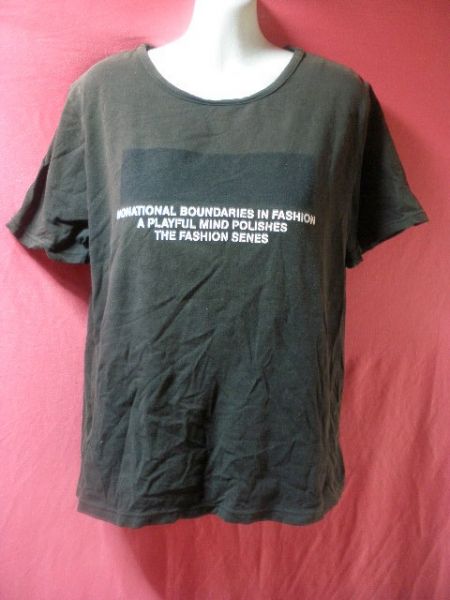 NONATIONAL BOUNDARIES IN FASHION
A PLAYFUL MIND POLISHES
THE FASHION SENES